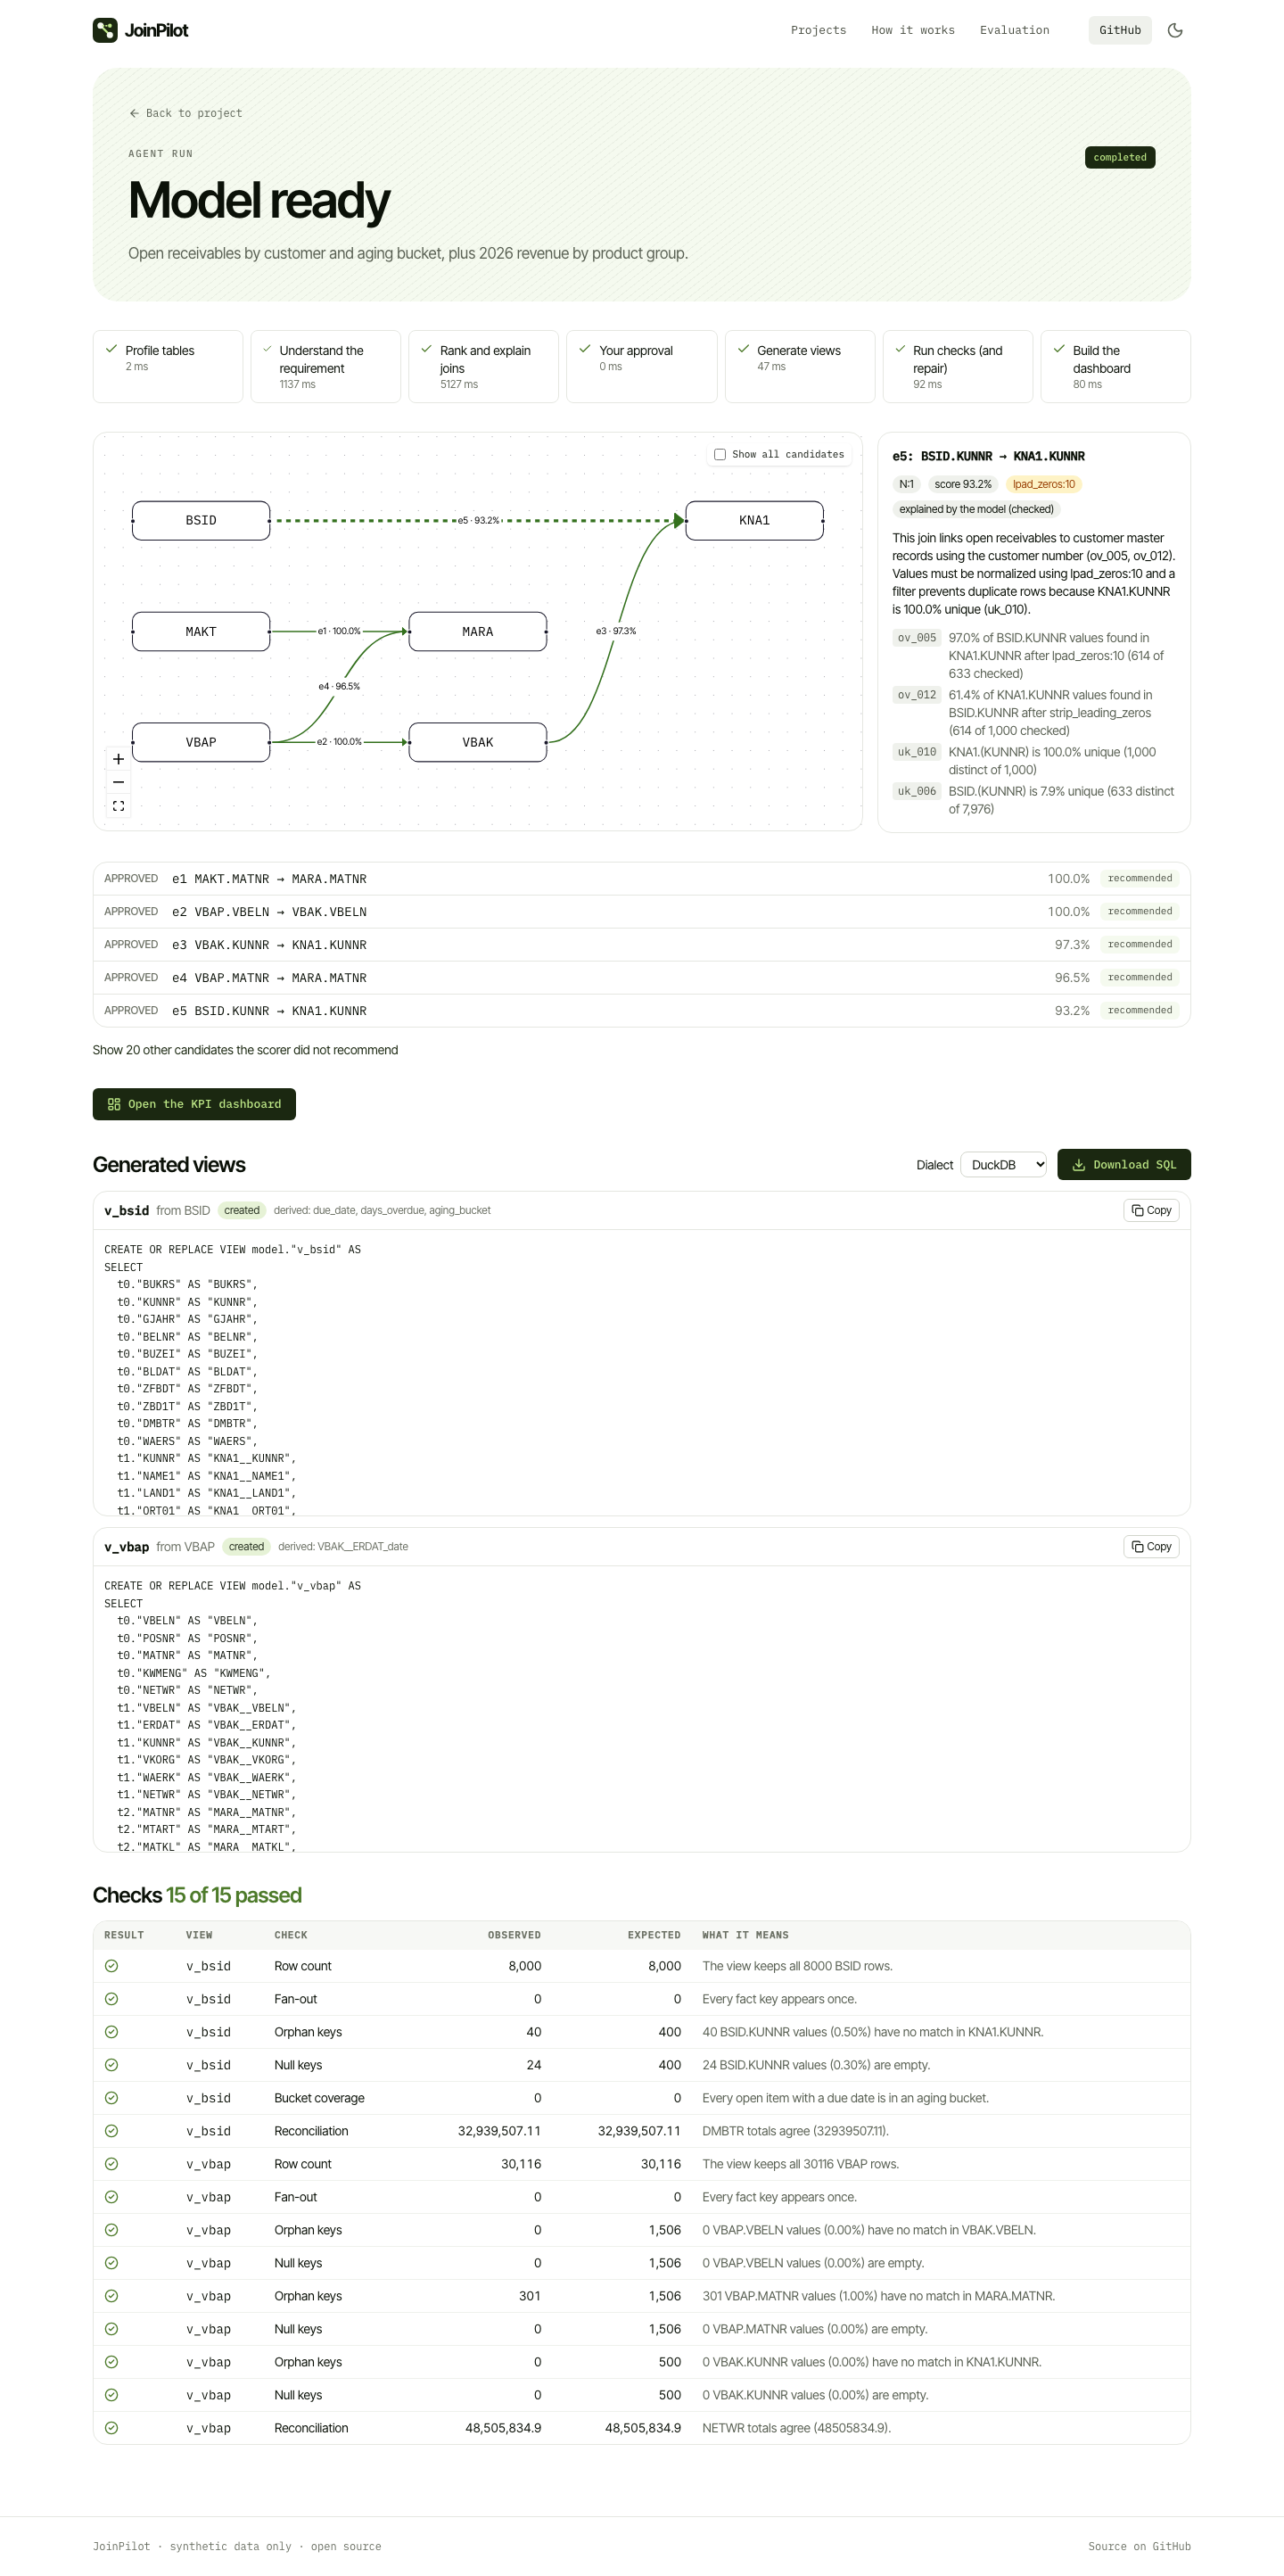 JoinPilot
Projects
How it works
Evaluation
GitHub
Back to project
AGENT RUN
completed
Model ready
Open receivables by customer and aging bucket, plus 2026 revenue by product group.
Profile tables
2 ms
Understand the
requirement
1137 ms
Rank and explain
joins
5127 ms
Your approval
0 ms
Generate views
47 ms
Run checks (and
repair)
92 ms
Build the
dashboard
80 ms
Show all candidates
BSID
e5 · 93.2%
KNA1
MAKT
e1 · 100.0%
MARA
e3 · 97.3%
e4 · 96.5%
VBAP
e2 · 100.0%
VBAK
e5: BSID.KUNNR → KNA1.KUNNR
N:1 score 93.2% lpad_zeros:10
explained by the model (checked)
This join links open receivables to customer master
records using the customer number (ov_005, ov_012).
Values must be normalized using lpad_zeros:10 and a
filter prevents duplicate rows because KNA1.KUNNR
is 100.0% unique (uk_010).
ov_005 97.0% of BSID.KUNNR values found in
KNA1.KUNNR after lpad_zeros:10 (614 of
633 checked)
ov_012 61.4% of KNA1.KUNNR values found in
BSID.KUNNR after strip_leading_zeros
(614 of 1,000 checked)
uk_010 KNA1.(KUNNR) is 100.0% unique (1,000
distinct of 1,000)
uk_006 BSID.(KUNNR) is 7.9% unique (633 distinct
of 7,976)
APPROVED e1 MAKT.MATNR → MARA.MATNR 100.0% recommended
APPROVED e2 VBAP.VBELN → VBAK.VBELN 100.0% recommended
APPROVED e3 VBAK.KUNNR → KNA1.KUNNR 97.3% recommended
APPROVED e4 VBAP.MATNR → MARA.MATNR 96.5% recommended
APPROVED e5 BSID.KUNNR → KNA1.KUNNR 93.2% recommended
Show 20 other candidates the scorer did not recommend
Open the KPI dashboard
Generated views
Dialect DuckDB Download SQL
v_bsid from BSID created derived: due_date, days_overdue, aging_bucket Copy
CREATE OR REPLACE VIEW model."v_bsid" AS
SELECT
t0."BUKRS" AS "BUKRS",
t0."KUNNR" AS "KUNNR",
t0."GJAHR" AS "GJAHR",
t0."BELNR" AS "BELNR",
t0."BUZEI" AS "BUZEI",
t0."BLDAT" AS "BLDAT",
t0."ZFBDT" AS "ZFBDT",
t0."ZBD1T" AS "ZBD1T",
t0."DMBTR" AS "DMBTR",
t0."WAERS" AS "WAERS",
t1."KUNNR" AS "KNA1__KUNNR",
t1."NAME1" AS "KNA1__NAME1",
t1."LAND1" AS "KNA1__LAND1",
t1."ORT01" AS "KNA1__ORT01",
v_vbap from VBAP created derived: VBAK__ERDAT_date Copy
CREATE OR REPLACE VIEW model."v_vbap" AS
SELECT
t0."VBELN" AS "VBELN",
t0."POSNR" AS "POSNR",
t0."MATNR" AS "MATNR",
t0."KWMENG" AS "KWMENG",
t0."NETWR" AS "NETWR",
t1."VBELN" AS "VBAK__VBELN",
t1."ERDAT" AS "VBAK__ERDAT",
t1."KUNNR" AS "VBAK__KUNNR",
t1."VKORG" AS "VBAK__VKORG",
t1."WAERK" AS "VBAK__WAERK",
t1."NETWR" AS "VBAK__NETWR",
t2."MATNR" AS "MARA__MATNR",
t2."MTART" AS "MARA__MTART",
t2."MATKL" AS "MARA__MATKL",
Checks 15 of 15 passed
RESULT VIEW CHECK OBSERVED EXPECTED WHAT IT MEANS
v_bsid Row count 8,000 8,000 The view keeps all 8000 BSID rows.
v_bsid Fan-out 0 0 Every fact key appears once.
v_bsid Orphan keys 40 400 40 BSID.KUNNR values (0.50%) have no match in KNA1.KUNNR.
v_bsid Null keys 24 400 24 BSID.KUNNR values (0.30%) are empty.
v_bsid Bucket coverage 0 0 Every open item with a due date is in an aging bucket.
v_bsid Reconciliation 32,939,507.11 32,939,507.11 DMBTR totals agree (32939507.11).
v_vbap Row count 30,116 30,116 The view keeps all 30116 VBAP rows.
v_vbap Fan-out 0 0 Every fact key appears once.
v_vbap Orphan keys 0 1,506 0 VBAP.VBELN values (0.00%) have no match in VBAK.VBELN.
v_vbap Null keys 0 1,506 0 VBAP.VBELN values (0.00%) are empty.
v_vbap Orphan keys 301 1,506 301 VBAP.MATNR values (1.00%) have no match in MARA.MATNR.
v_vbap Null keys 0 1,506 0 VBAP.MATNR values (0.00%) are empty.
v_vbap Orphan keys 0 500 0 VBAK.KUNNR values (0.00%) have no match in KNA1.KUNNR.
v_vbap Null keys 0 500 0 VBAK.KUNNR values (0.00%) are empty.
v_vbap Reconciliation 48,505,834.9 48,505,834.9 NETWR totals agree (48505834.9).
JoinPilot · synthetic data only · open source
Source on GitHub